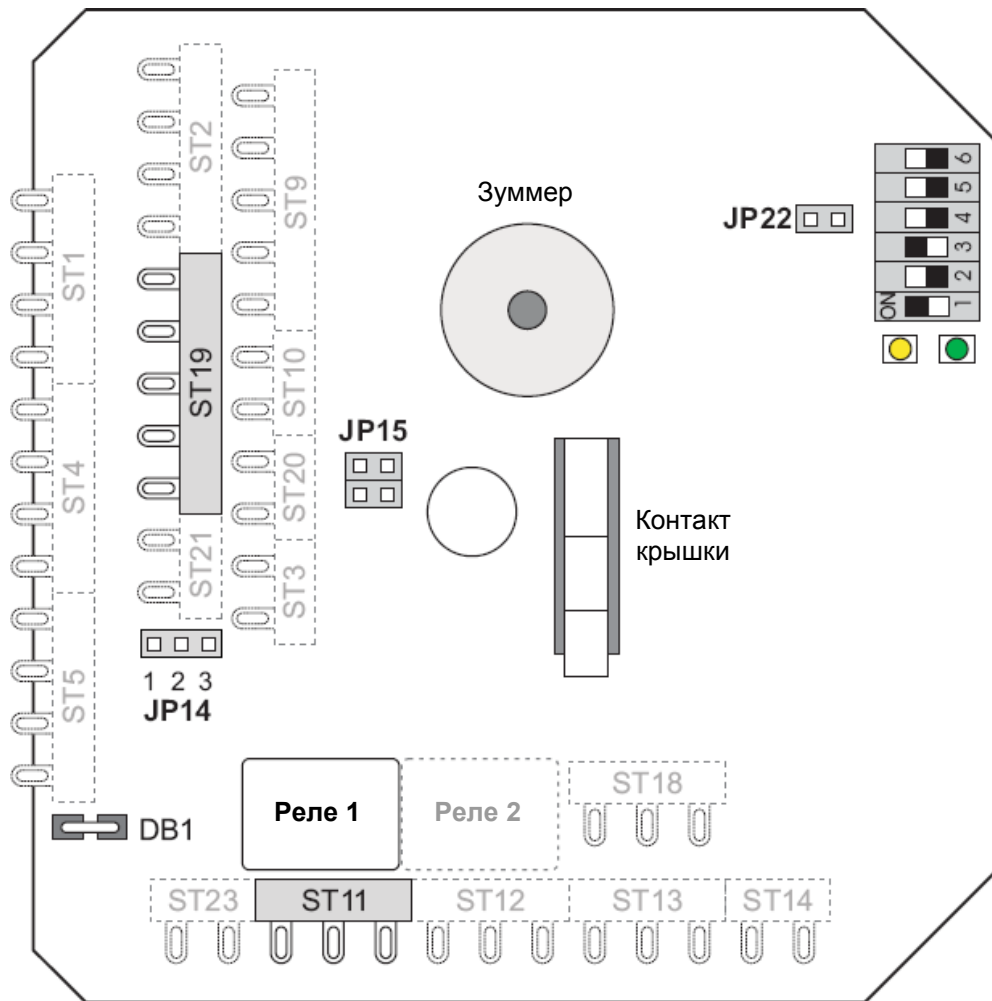 ST2
ST9
ST1
Зуммер
JP22
6
5
4
3
2
1
ON
ST19
ST10
JP15
ST4
ST20
ST21
ST3
Контакт
крышки
1 2 3
JP14
ST5
DB1
Реле 1
Реле 2
ST18
ST23
ST11
ST12
ST13
ST14